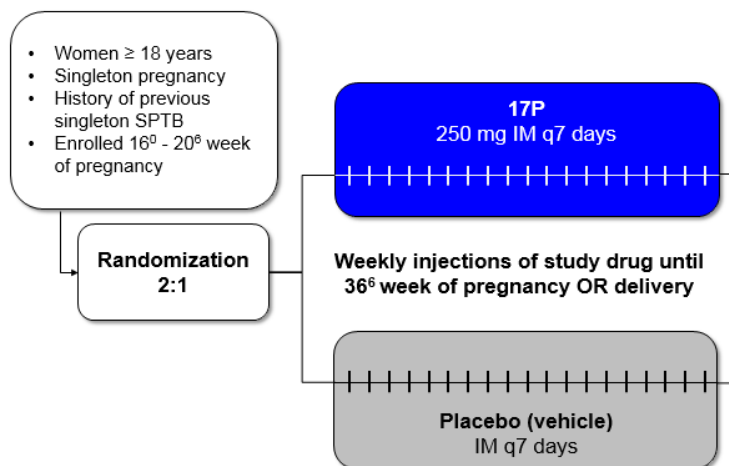 • Women ≥ 18 years
• Singleton pregnancy
• History of previous
singleton SPTB
• Enrolled 16⁰ - 20⁶ week
of pregnancy
Randomization
2:1
17P
250 mg IM q7 days
Weekly injections of study drug until
36⁶ week of pregnancy OR delivery
Placebo (vehicle)
IM q7 days